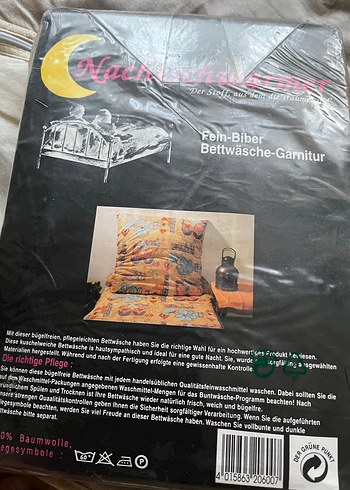 Nachtschwärmer
Der Stoff, aus dem die Träume
Fein-Biber
Bettwäsche-Garnitur
Mit dieser bügelfreien, pflegeleichten Bettwäsche haben Sie die richtige Wahl für ein hochwertiges Produkt bewiesen.
Diese kuschelweiche Bettwäsche ist hautsympathisch und ideal für eine gute Nacht. Sie wurde sorgfältig ausgewählten
Materialien hergestellt. Während und nach der Fertigung erfolgte eine gewissenhafte Kontrolle.
Die richtige Pflege :
Sie können diese bügelfreie Bettwäsche mit jedem handelsüblichen Qualitätsfeinwaschmittel waschen. Dabei sollten Sie die
auf den Waschmittel-Packungen angegebenen Waschmittel-Mengen für das Buntwäsche-Programm beachten! Nach
gründlichem Spülen und Trocknen ist Ihre Bettwäsche wieder natürlich frisch, weich und bügelfrei.
unsere strengen Qualitätskontrollen geben Ihnen die Sicherheit sorgfältiger Verarbeitung. Wenn Sie die aufgeführten
flegesymbole beachten, werden Sie viel Freude an dieser Bettwäsche haben. Waschen Sie vollbunte und dunkle
ettwäsche bitte separat.
0% Baumwolle,
egesymbole :
60°
P
4 015863 206007
DER GRÜNE PUNKT